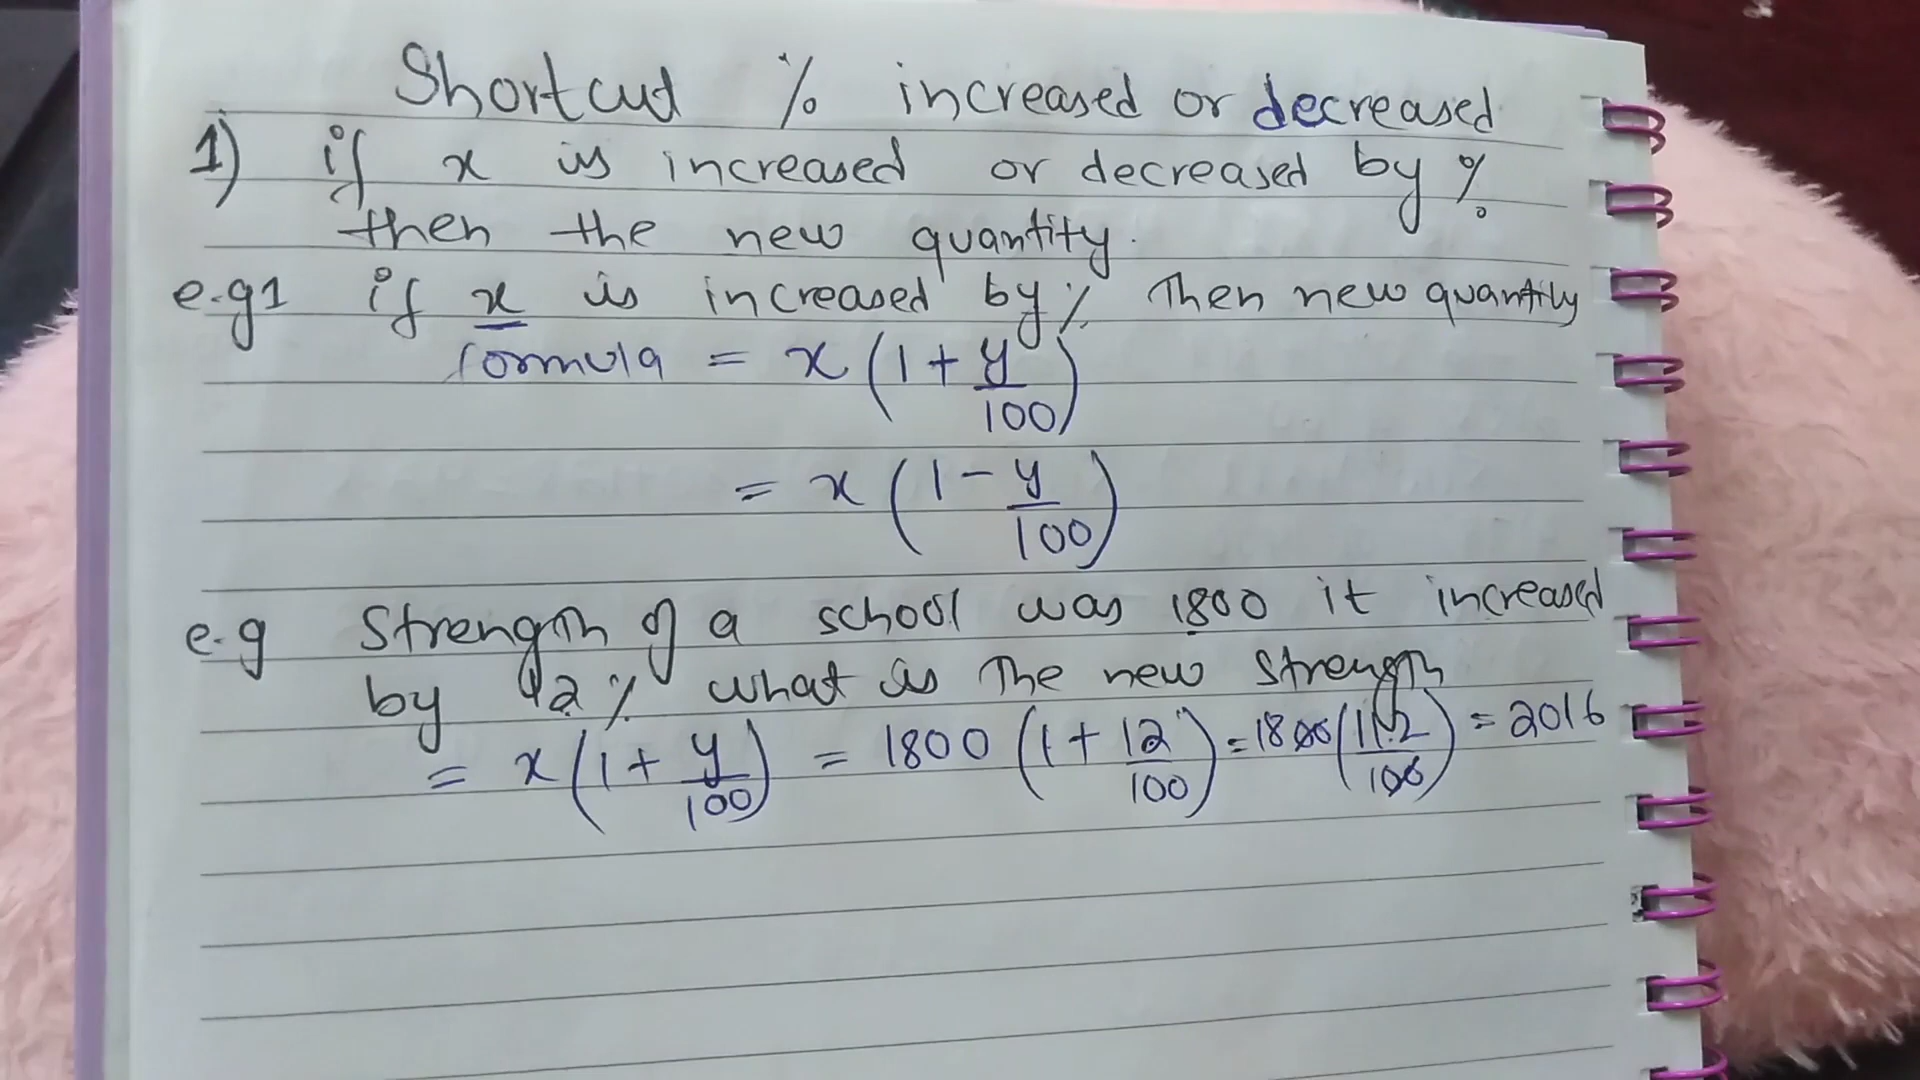 Shortcut % increased or decreased
1) if x is increased or decreased by %
then the new quantity.
e.g1 if x is increased by % Then new quantity
formula = x (1 + y/100)
= x (1 - y/100)
e.g Strength of a school was 1800 it increased
by 12 % what is The new strength
= x (1 + y/100) = 1800 (1 + 12/100) = 1800 (112/100) = 2016